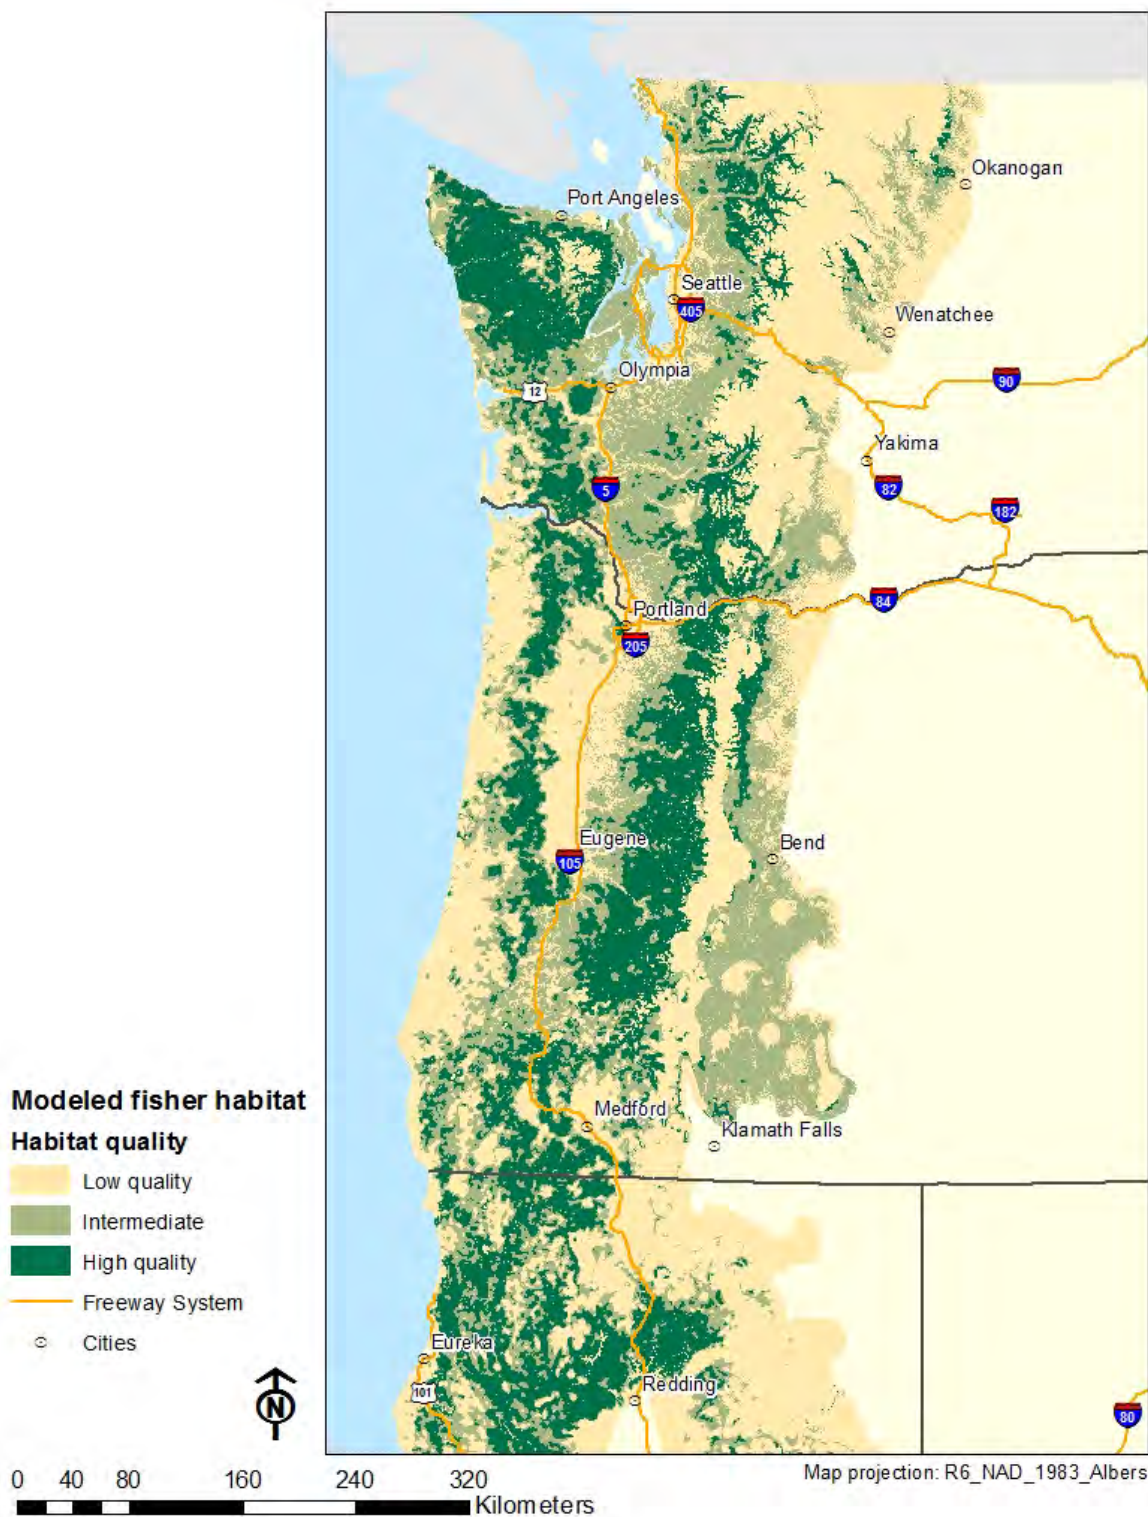 Okanogan
Port Angeles
Seattle
405
Wenatchee
Olympia
90
12
Yakima
5
82
182
84
Portland
205
Eugene
105
Bend
Modeled fisher habitat
Medford
Habitat quality
Klamath Falls
Low quality
Intermediate
High quality
Freeway System
Cities
Eureka
101
N
Redding
80
0 40 80 160 240 320
Kilometers
Map projection: R6_NAD_1983_Albers